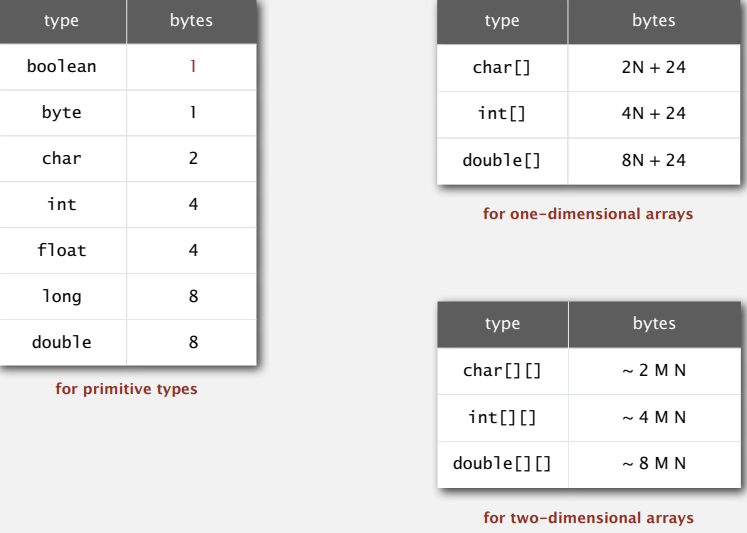 type bytes
boolean 1
byte 1
char 2
int 4
float 4
long 8
double 8
for primitive types
type bytes
char[] 2N + 24
int[] 4N + 24
double[] 8N + 24
for one-dimensional arrays
type bytes
char[][] ~ 2 M N
int[][] ~ 4 M N
double[][] ~ 8 M N
for two-dimensional arrays